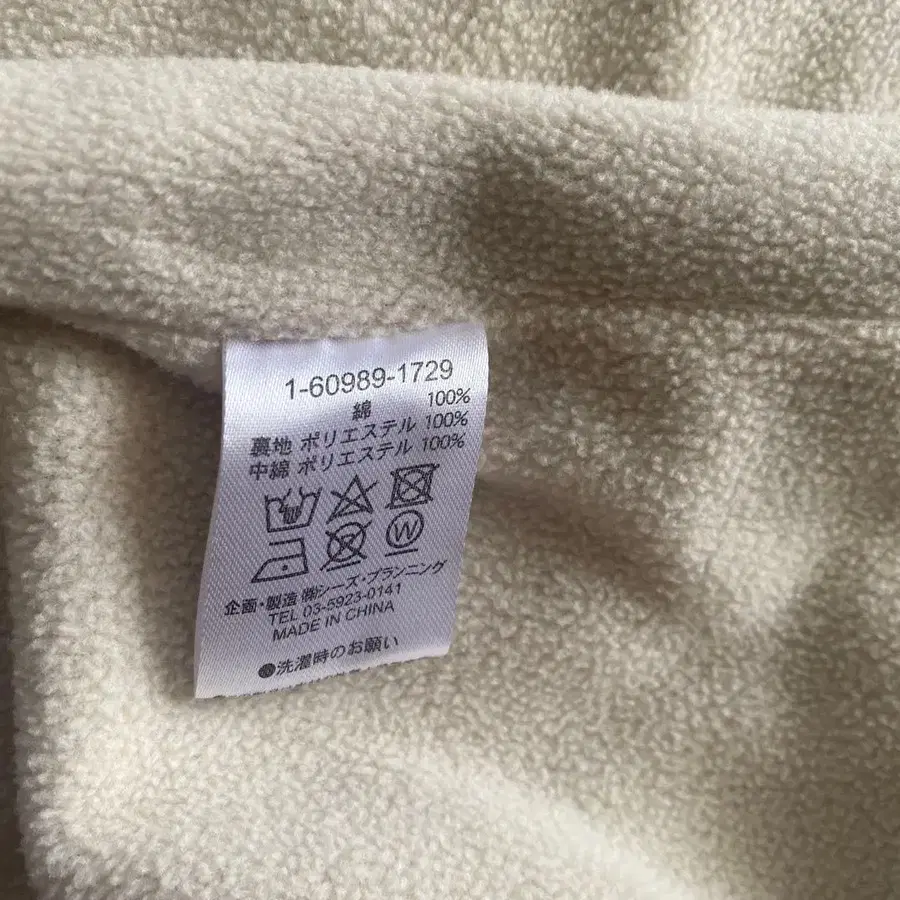 1-60989-1729
綿 100%
裏地 ポリエステル 100%
中綿 ポリエステル 100%
W
企画・製造 ㈱シーズ・プランニング
TEL 03-5923-0141
MADE IN CHINA
洗濯時のお願い